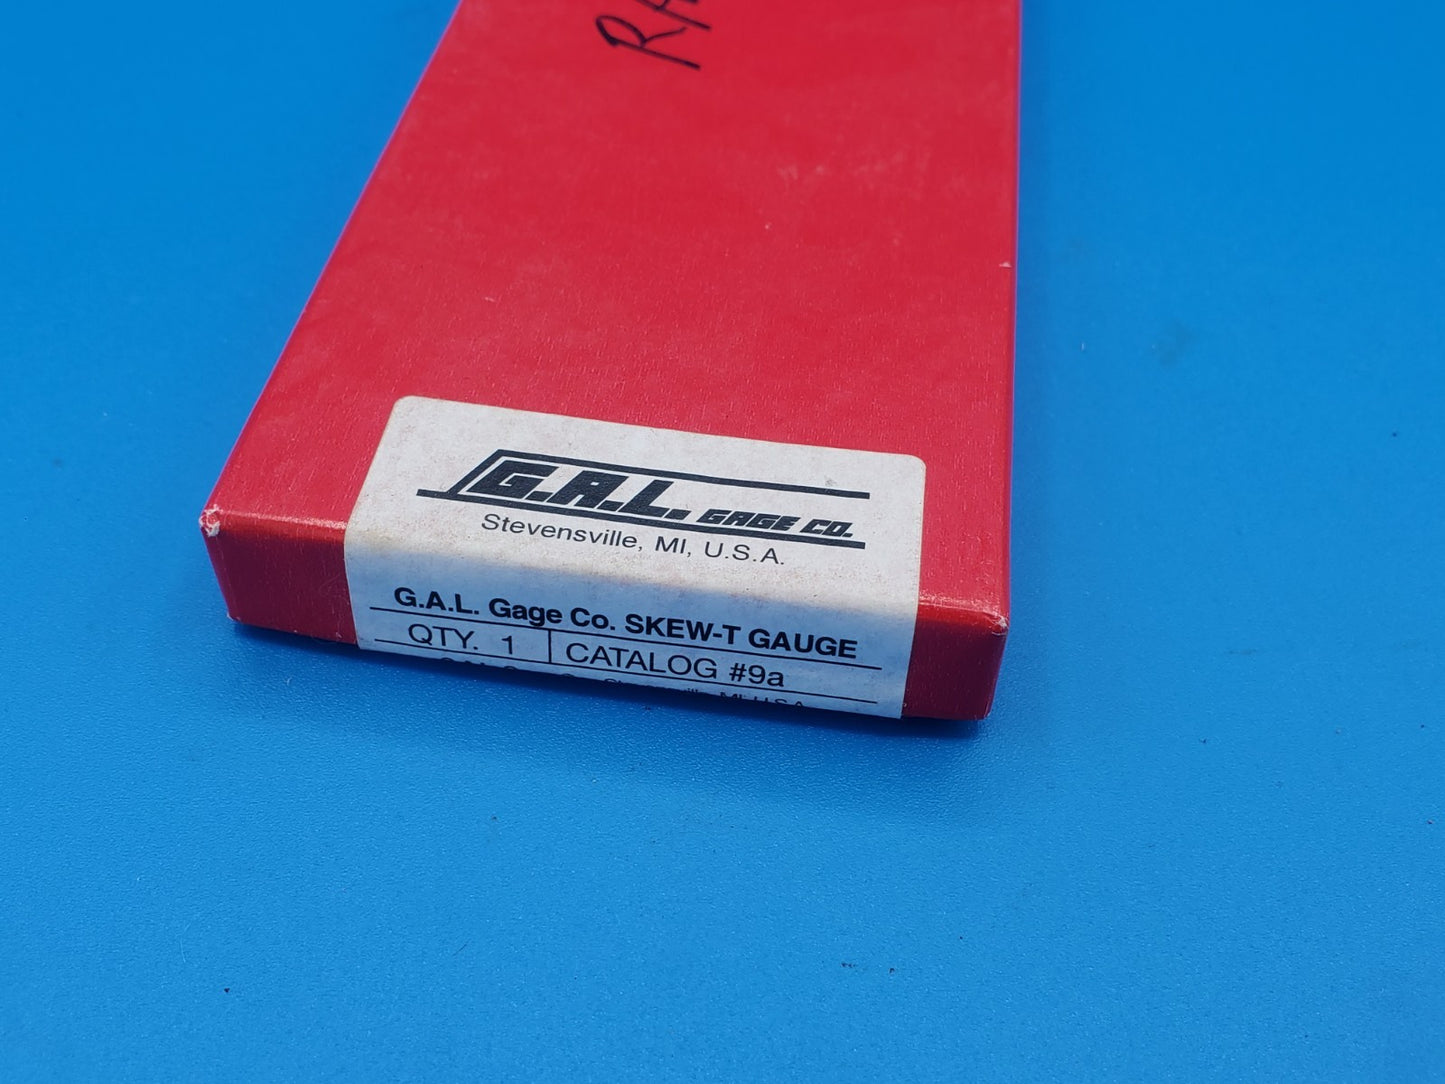 G.A.L. GAGE CO.
Stevensville, MI, U.S.A.
G.A.L. Gage Co. SKEW-T GAUGE
QTY. 1 CATALOG #9a